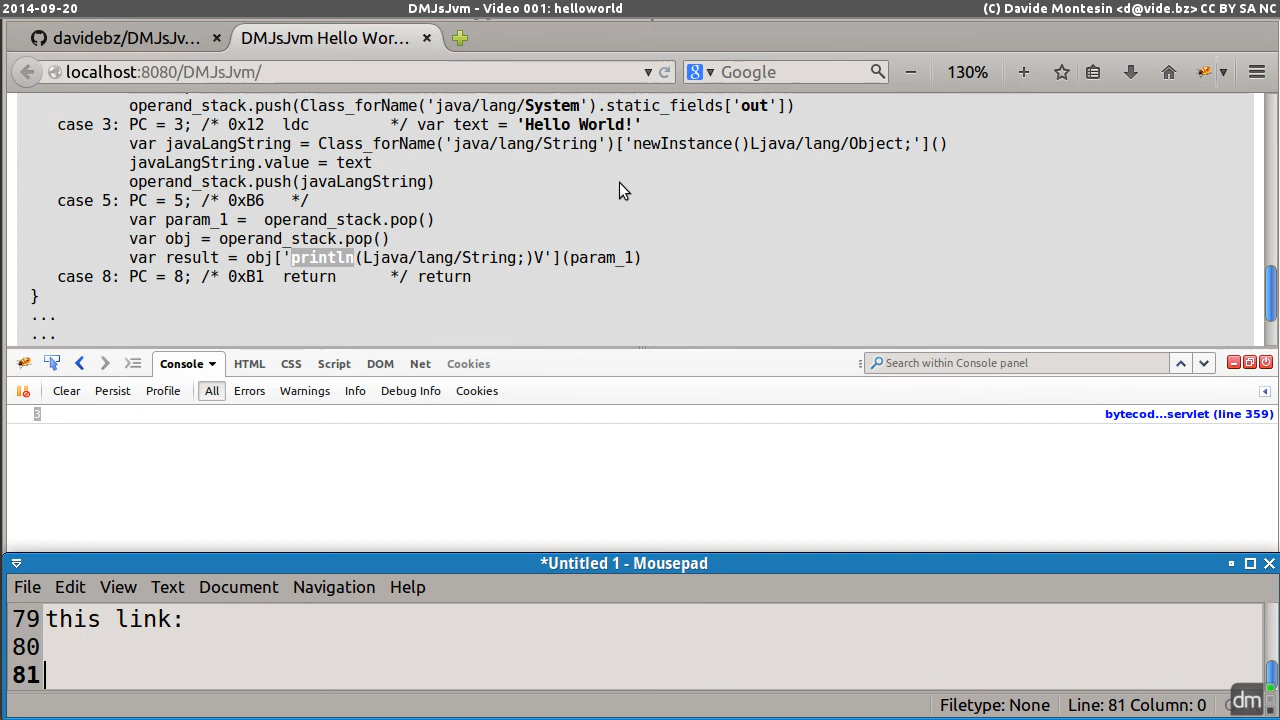 2014-09-20 DMJsJvm - Video 001: helloworld (C) Davide Montesin <d@vide.bz> CC BY SA NC
davidebz/DMJsJv... × DMJsJvm Hello Wor... ×
localhost:8080/DMJsJvm/ Google 130%
operand_stack.push(Class_forName('java/lang/System').static_fields['out'])
case 3: PC = 3; /* 0x12 ldc */ var text = 'Hello World!'
var javaLangString = Class_forName('java/lang/String')['newInstance()Ljava/lang/Object;']()
javaLangString.value = text
operand_stack.push(javaLangString)
case 5: PC = 5; /* 0xB6 */
var param_1 = operand_stack.pop()
var obj = operand_stack.pop()
var result = obj['println(Ljava/lang/String;)V'](param_1)
case 8: PC = 8; /* 0xB1 return */ return
}
...
...
Console HTML CSS Script DOM Net Cookies Search within Console panel
Clear Persist Profile All Errors Warnings Info Debug Info Cookies
3 bytecod...servlet (line 359)
*Untitled 1 - Mousepad
File Edit View Text Document Navigation Help
79 this link:
80
81
Filetype: None Line: 81 Column: 0
dm